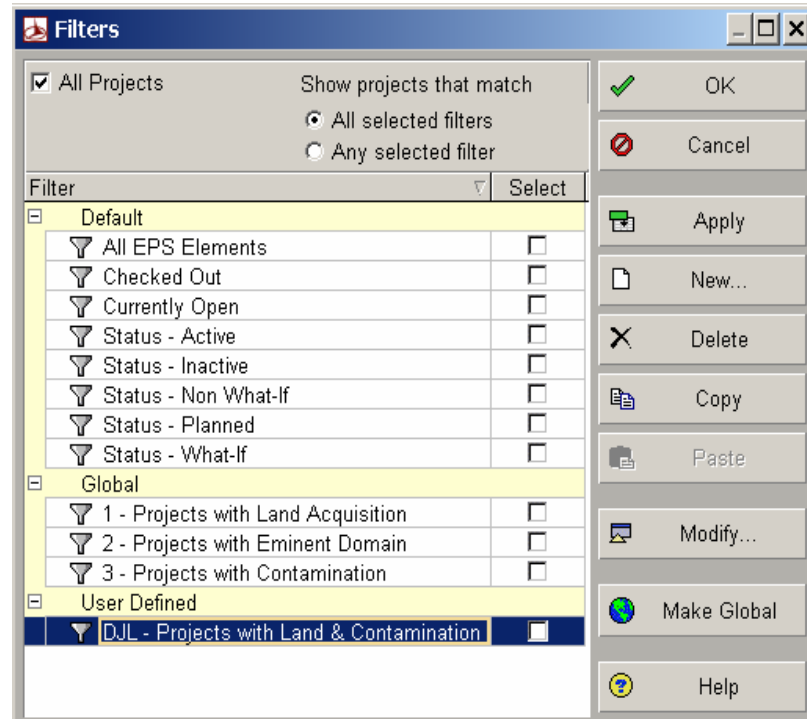 Filters
All Projects
Show projects that match
All selected filters
Any selected filter
Filter Select
Default
All EPS Elements
Checked Out
Currently Open
Status - Active
Status - Inactive
Status - Non What-If
Status - Planned
Status - What-If
Global
1 - Projects with Land Acquisition
2 - Projects with Eminent Domain
3 - Projects with Contamination
User Defined
DJL - Projects with Land & Contamination
OK
Cancel
Apply
New...
Delete
Copy
Paste
Modify...
Make Global
Help